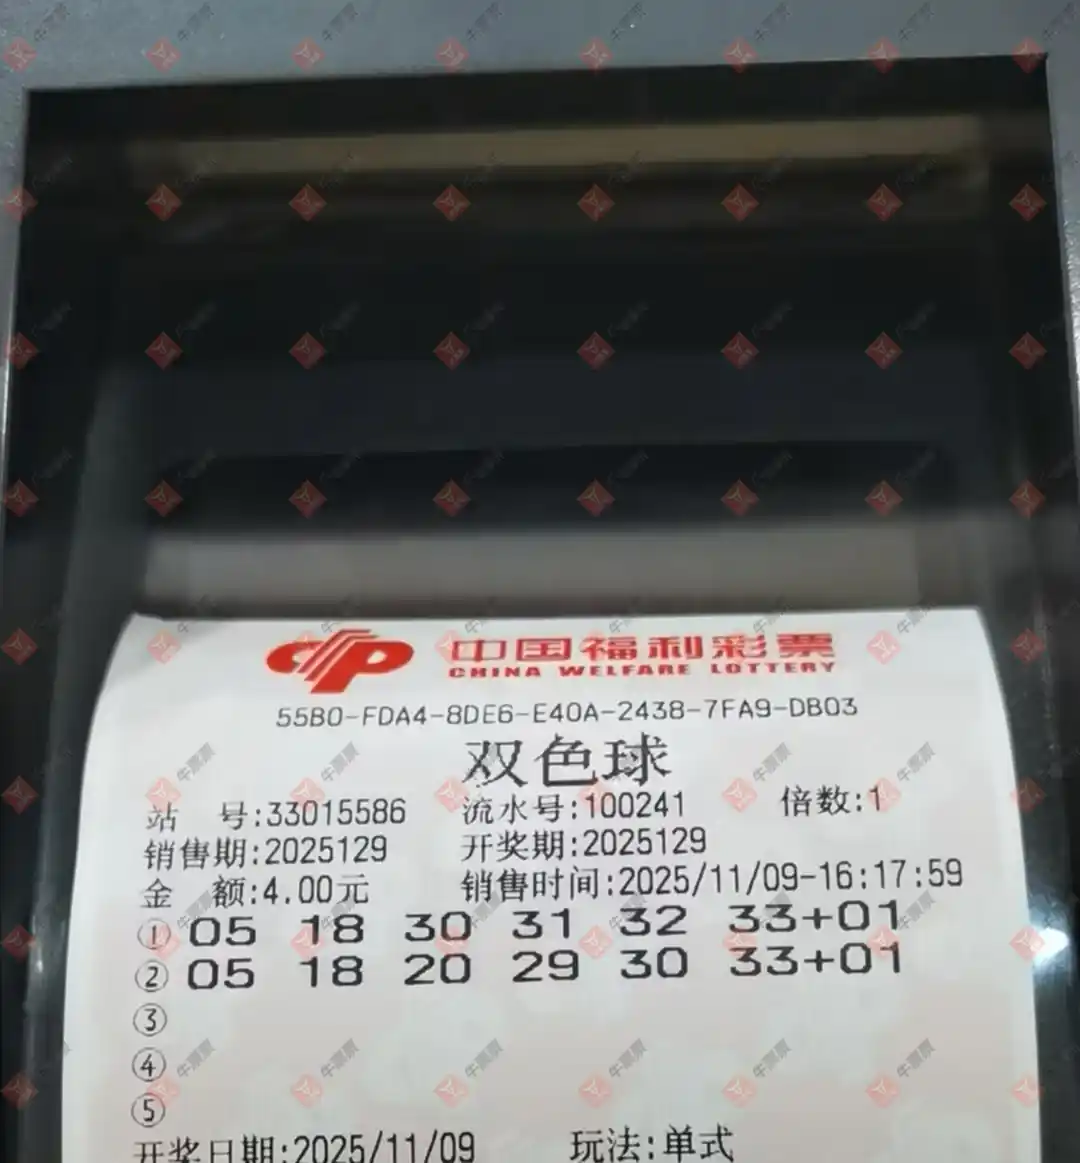 中国福利彩票
CHINA WELFARE LOTTERY
55B0-FDA4-8DE6-E40A-2438-7FA9-DB03
双色球
站 号:33015586 流水号:100241 倍数:1
销售期:2025129 开奖期:2025129
金 额:4.00元 销售时间:2025/11/09-16:17:59
① 05 18 30 31 32 33+01
② 05 18 20 29 30 33+01
③
④
⑤
开奖日期:2025/11/09 玩法:单式